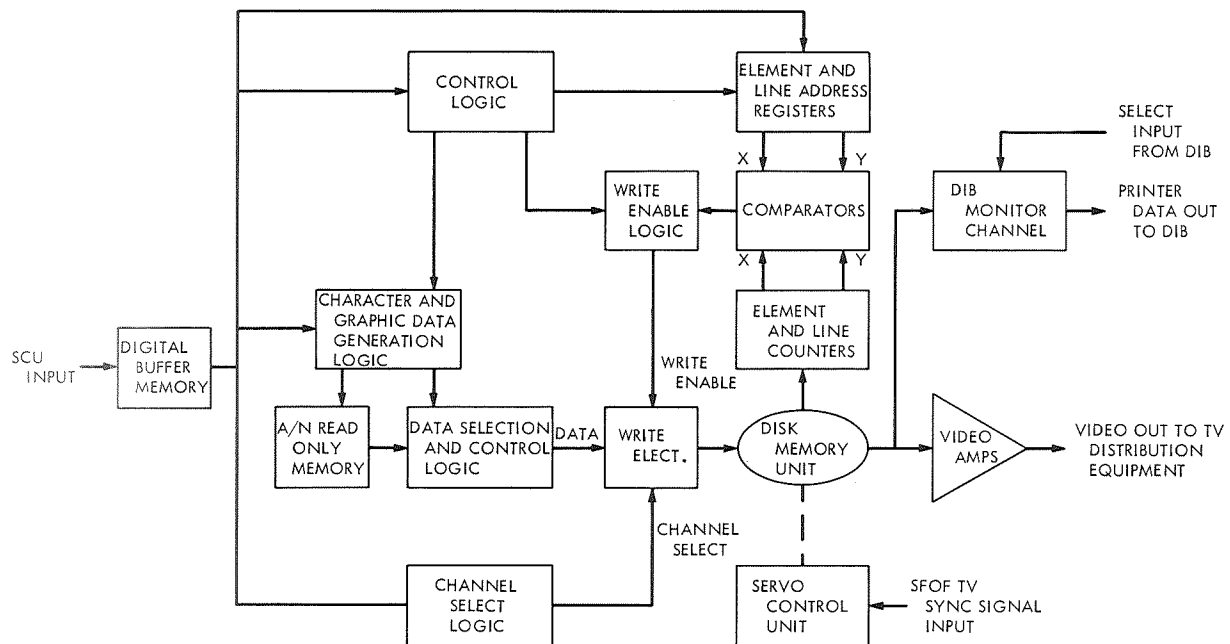 CONTROL
LOGIC
ELEMENT AND
LINE ADDRESS
REGISTERS
SELECT
INPUT
FROM DIB
X
Y
WRITE
ENABLE
LOGIC
COMPARATORS
DIB
MONITOR
CHANNEL
PRINTER
DATA OUT
TO DIB
X
Y
CHARACTER AND
GRAPHIC DATA
GENERATION
LOGIC
ELEMENT
AND LINE
COUNTERS
SCU
INPUT
DIGITAL
BUFFER
MEMORY
WRITE
ENABLE
A/N READ
ONLY
MEMORY
DATA SELECTION
AND CONTROL
LOGIC
DATA
WRITE
ELECT.
DISK
MEMORY
UNIT
VIDEO
AMPS
VIDEO OUT TO TV
DISTRIBUTION
EQUIPMENT
CHANNEL
SELECT
CHANNEL
SELECT
LOGIC
SERVO
CONTROL
UNIT
SFOF TV
SYNC SIGNAL
INPUT